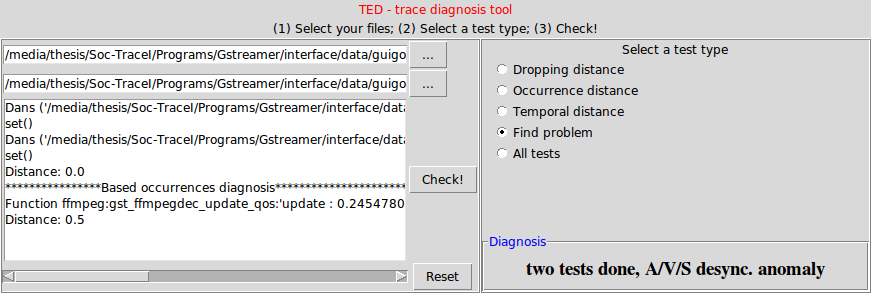 TED - trace diagnosis tool
(1) Select your files; (2) Select a test type; (3) Check!
/media/thesis/Soc-TraceI/Programs/Gstreamer/interface/data/guigo
...
/media/thesis/Soc-TraceI/Programs/Gstreamer/interface/data/guigo
...
Dans ('/media/thesis/Soc-TraceI/Programs/Gstreamer/interface/data
set()
Dans ('/media/thesis/Soc-TraceI/Programs/Gstreamer/interface/data
set()
Distance: 0.0
****************Based occurrences diagnosis**********************
Function ffmpeg:gst_ffmpegdec_update_qos:'update : 0.2454780
Distance: 0.5
Check!
Reset
Select a test type
Dropping distance
Occurrence distance
Temporal distance
Find problem
All tests
Diagnosis
two tests done, A/V/S desync. anomaly